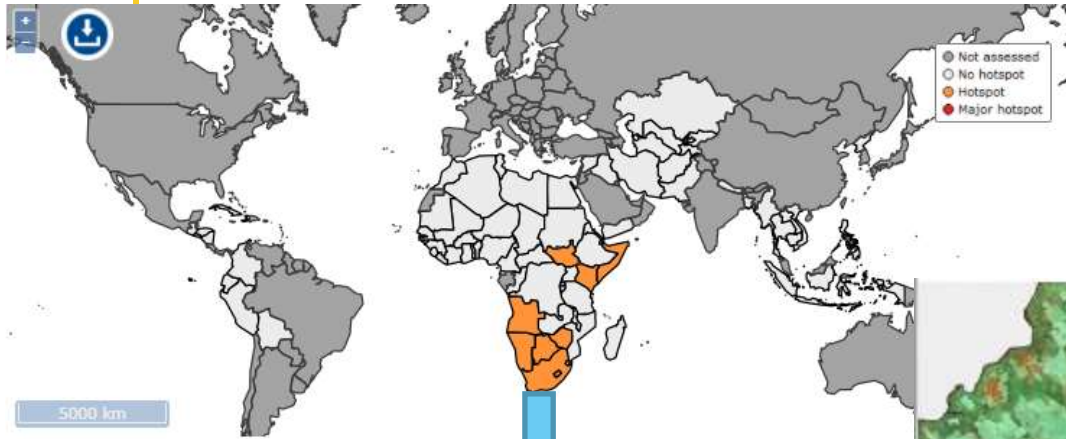 +
−
Not assessed
No hotspot
Hotspot
Major hotspot
5000 km